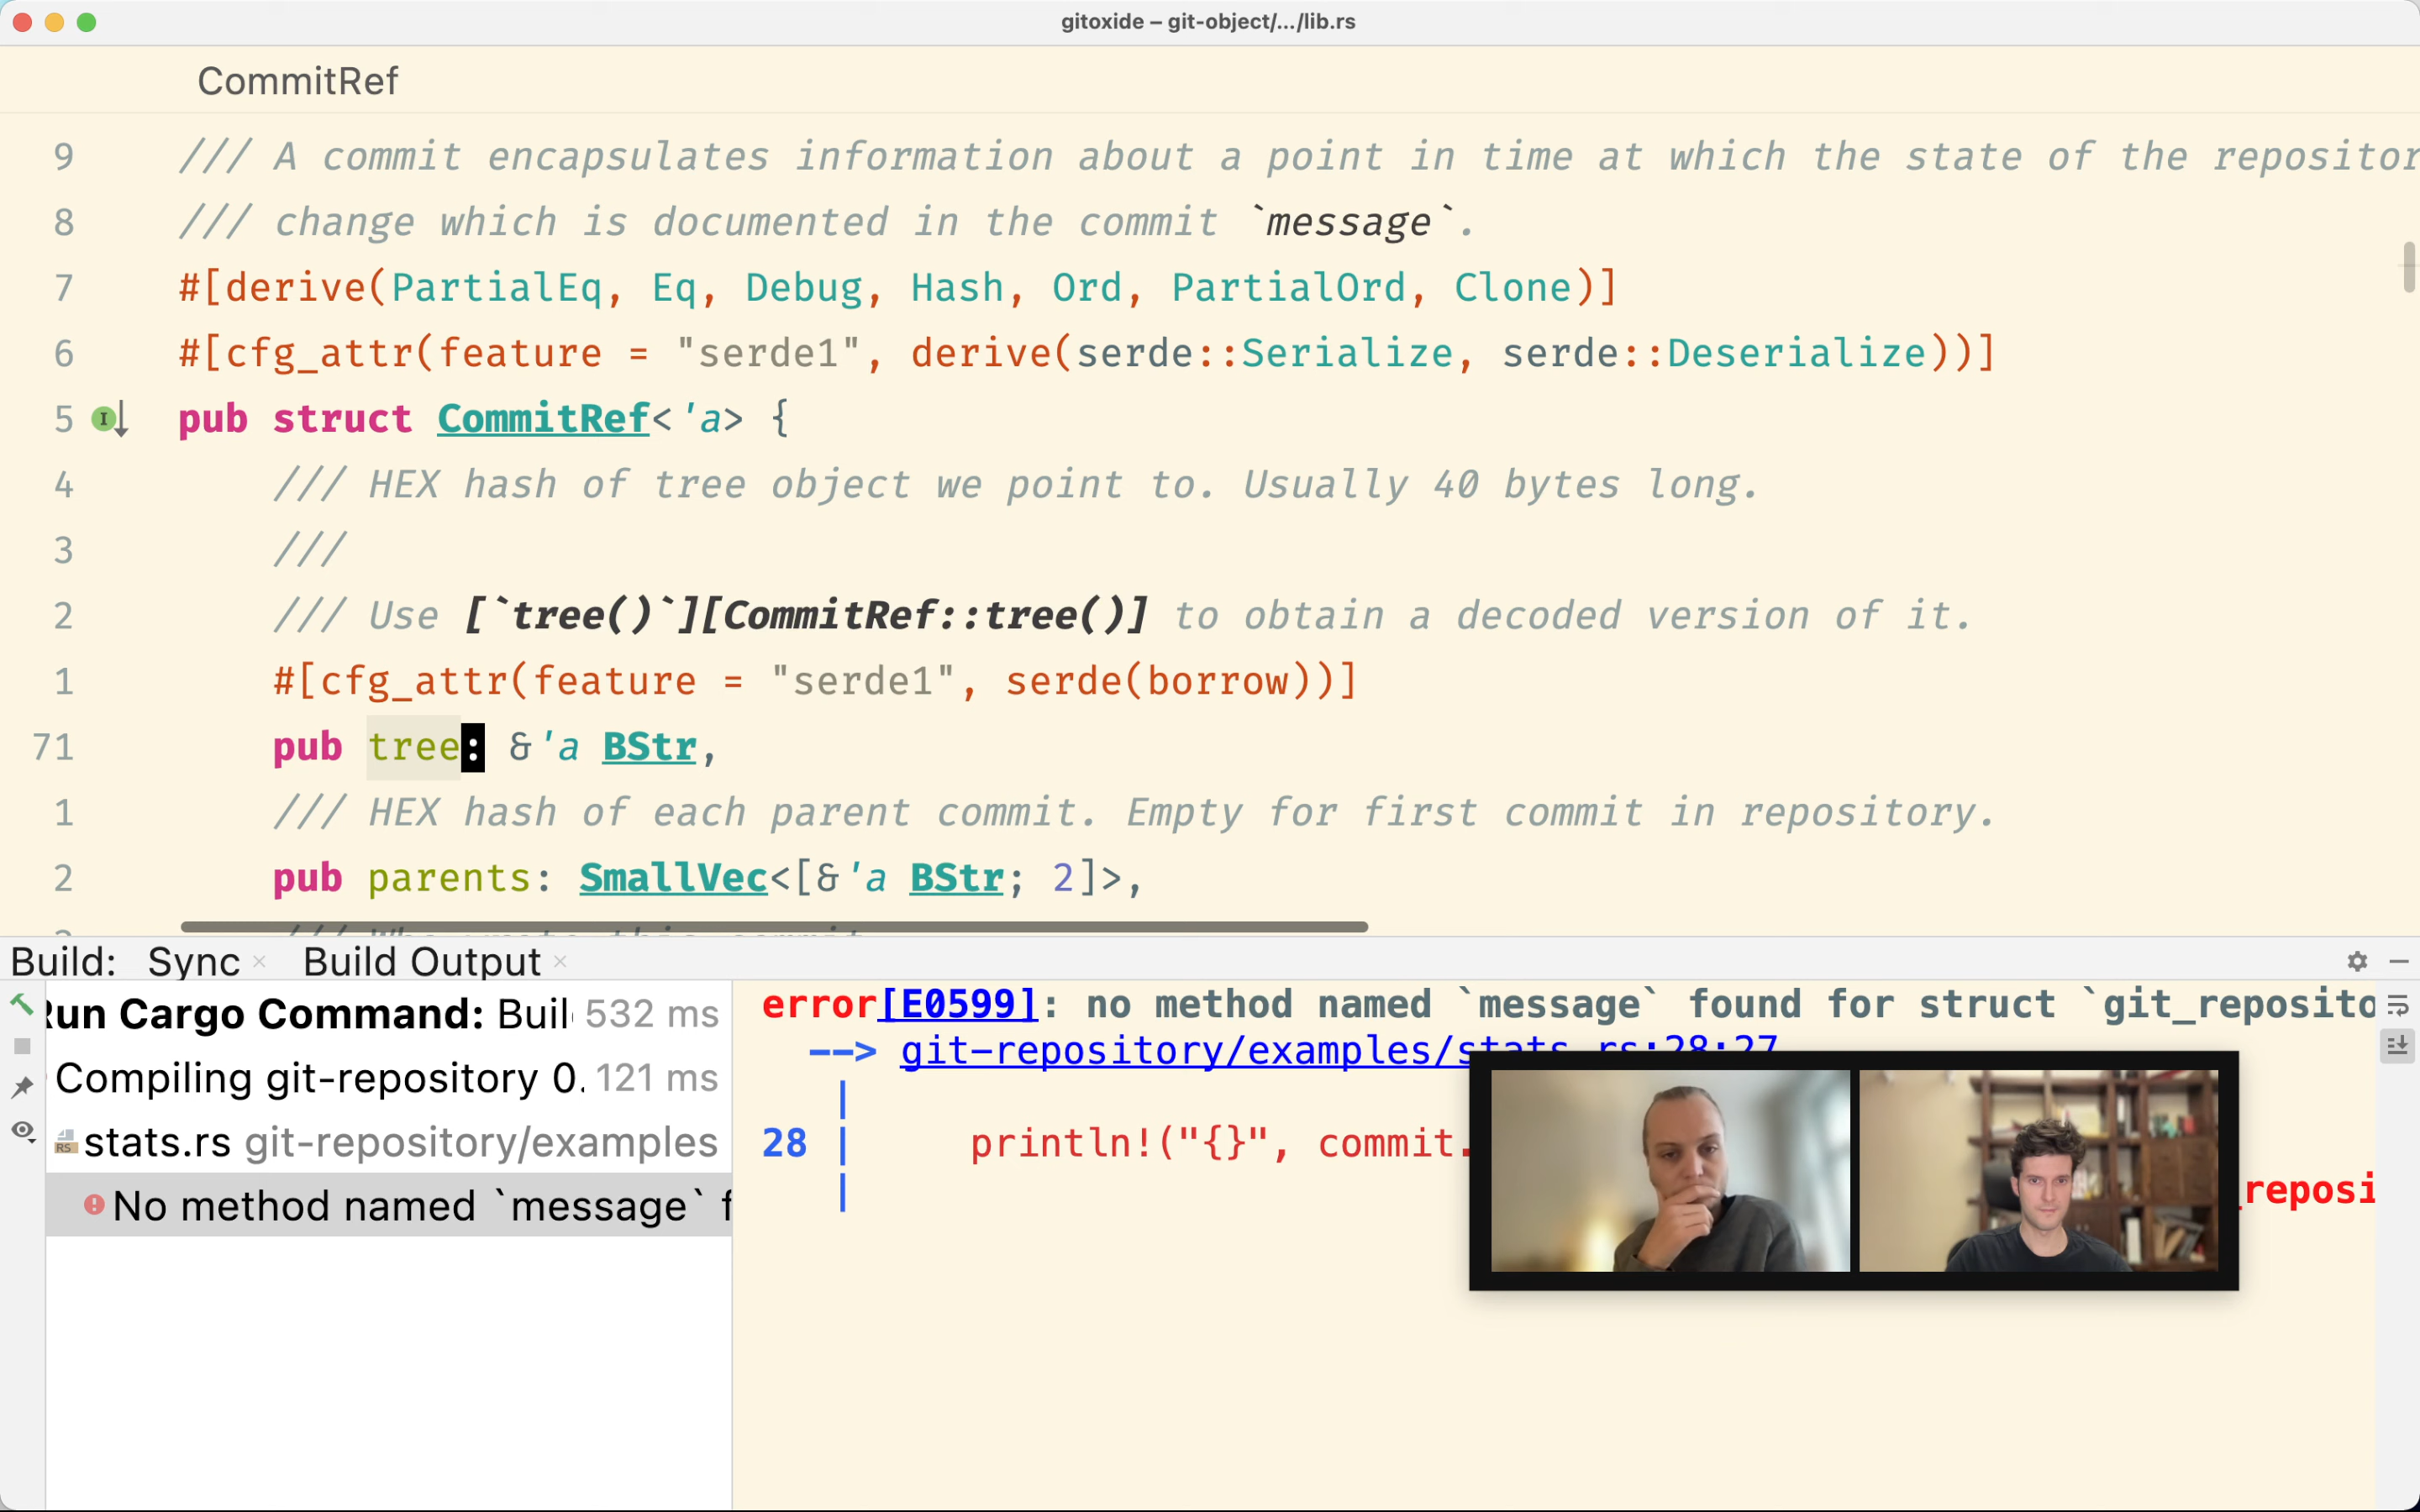 gitoxide – git-object/.../lib.rs
CommitRef
9 /// A commit encapsulates information about a point in time at which the state of the repositor
8 /// change which is documented in the commit `message`.
7 #[derive(PartialEq, Eq, Debug, Hash, Ord, PartialOrd, Clone)]
6 #[cfg_attr(feature = "serde1", derive(serde::Serialize, serde::Deserialize))]
5 pub struct CommitRef<'a> {
4 /// HEX hash of tree object we point to. Usually 40 bytes long.
3 ///
2 /// Use [`tree()`][CommitRef::tree()] to obtain a decoded version of it.
1 #[cfg_attr(feature = "serde1", serde(borrow))]
71 pub tree: &'a BStr,
1 /// HEX hash of each parent commit. Empty for first commit in repository.
2 pub parents: SmallVec<[&'a BStr; 2]>,
Build: Sync × Build Output ×
Run Cargo Command: Buil 532 ms
Compiling git-repository 0. 121 ms
stats.rs git-repository/examples
No method named `message` f
error[E0599]: no method named `message` found for struct `git_reposito
--> git-repository/examples/stats.rs:28:27
|
28 | println!("{}", commit.
|
_reposi